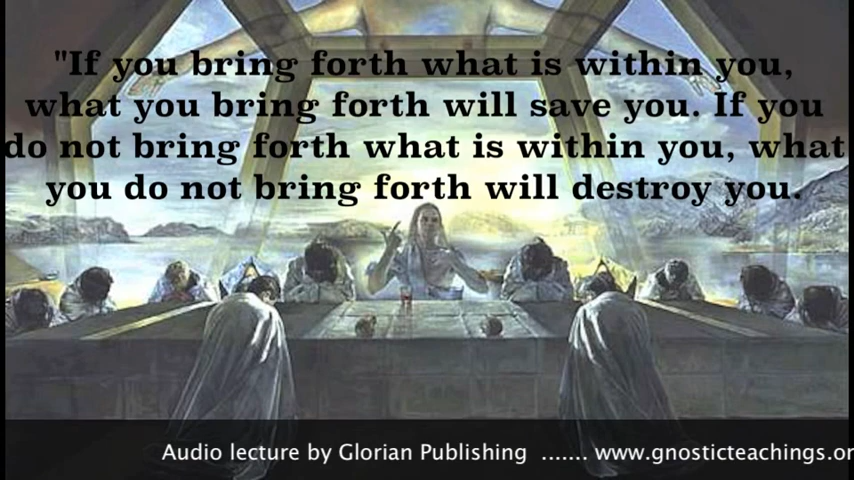 "If you bring forth what is within you,
what you bring forth will save you. If you
do not bring forth what is within you, what
you do not bring forth will destroy you.
Audio lecture by Glorian Publishing ....... www.gnosticteachings.or